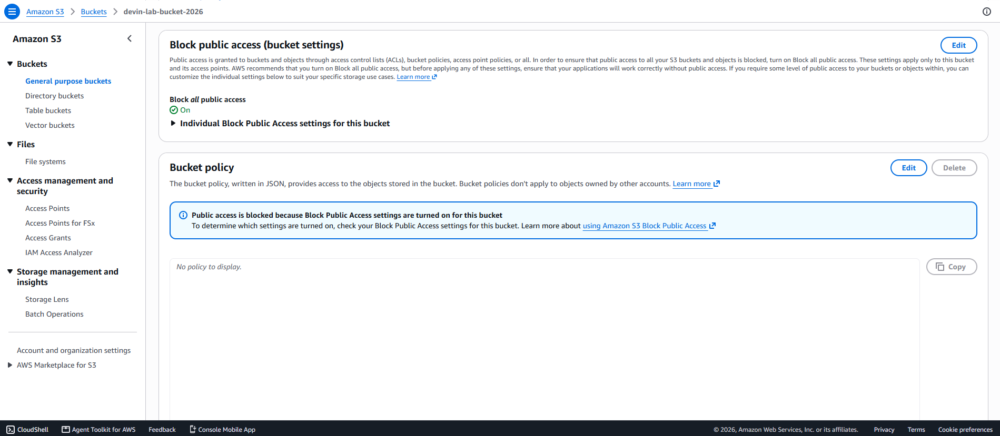 Amazon S3 > Buckets > devin-lab-bucket-2026
Amazon S3
Buckets
General purpose buckets
Directory buckets
Table buckets
Vector buckets
Files
File systems
Access management and
security
Access Points
Access Points for FSx
Access Grants
IAM Access Analyzer
Storage management and
insights
Storage Lens
Batch Operations
Account and organization settings
AWS Marketplace for S3
Block public access (bucket settings)
Edit
Public access is granted to buckets and objects through access control lists (ACLs), bucket policies, access point policies, or all. In order to ensure that public access to all your S3 buckets and objects is blocked, turn on Block all public access. These settings apply only to this bucket
and its access points. AWS recommends that you turn on Block all public access, but before applying any of these settings, ensure that your applications will work correctly without public access. If you require some level of public access to your buckets or objects within, you can
customize the individual settings below to suit your specific storage use cases. Learn more
Block all public access
On
Individual Block Public Access settings for this bucket
Bucket policy
Edit
Delete
The bucket policy, written in JSON, provides access to the objects stored in the bucket. Bucket policies don't apply to objects owned by other accounts. Learn more
Public access is blocked because Block Public Access settings are turned on for this bucket
To determine which settings are turned on, check your Block Public Access settings for this bucket. Learn more about using Amazon S3 Block Public Access
No policy to display.
Copy
CloudShell
Agent Toolkit for AWS
Feedback
Console Mobile App
© 2026, Amazon Web Services, Inc. or its affiliates.
Privacy
Terms
Cookie preferences